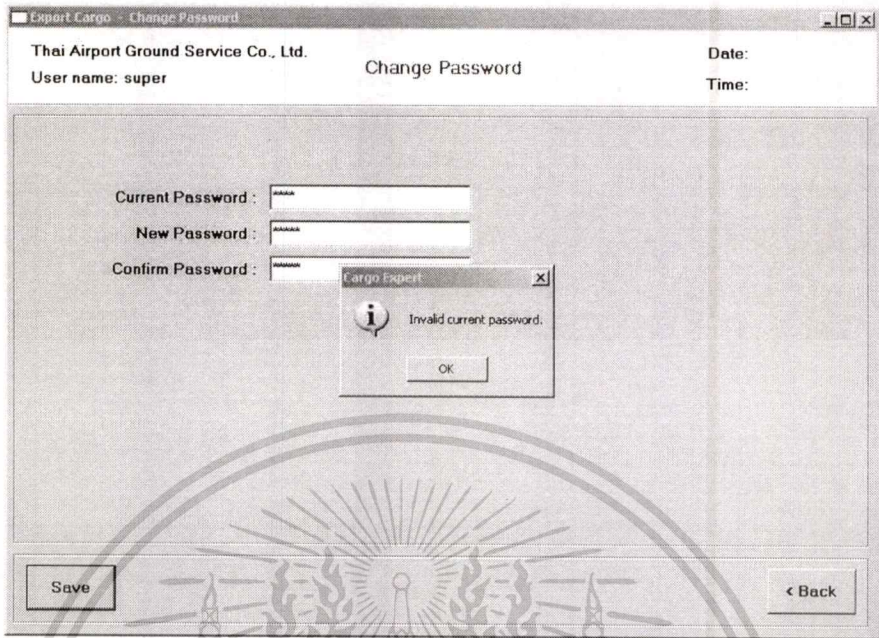 Export Cargo - Change Password
Thai Airport Ground Service Co., Ltd.
User name: super
Change Password
Date:
Time:
Current Password : ****
New Password : *****
Confirm Password : *****
Cargo Expert
Invalid current password.
OK
Save
< Back